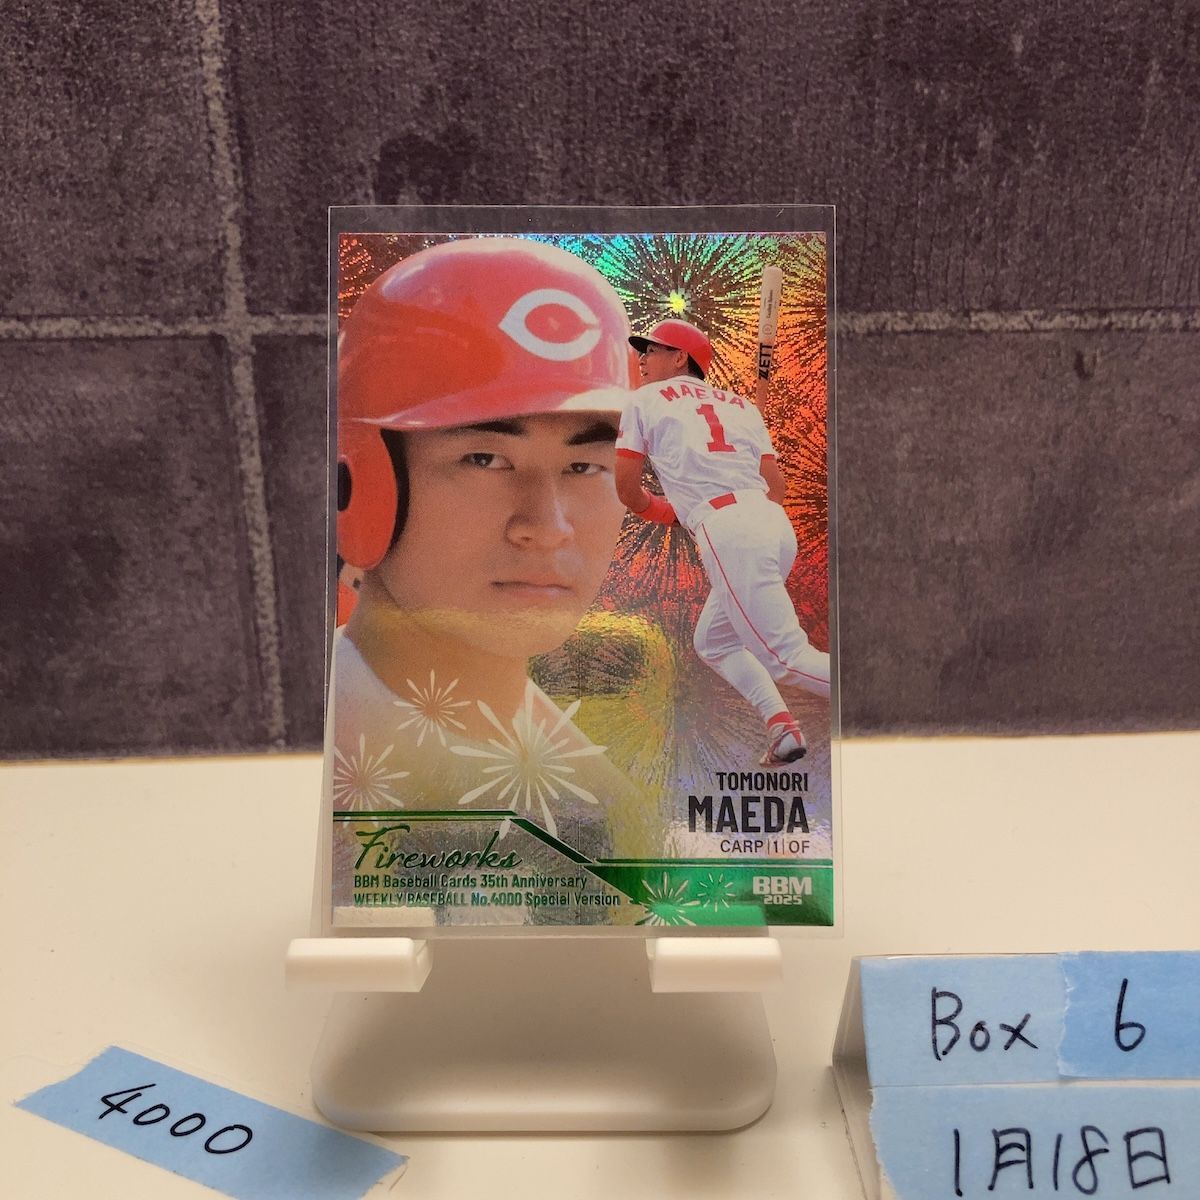 ZETT
MAEDA
1
TOMONORI
MAEDA
CARP|1|OF
Fireworks
BBM Baseball Cards 35th Anniversary
WEEKLY BASEBALL No.4000 Special Version
BBM
2025
Box 6
1月18日
4000